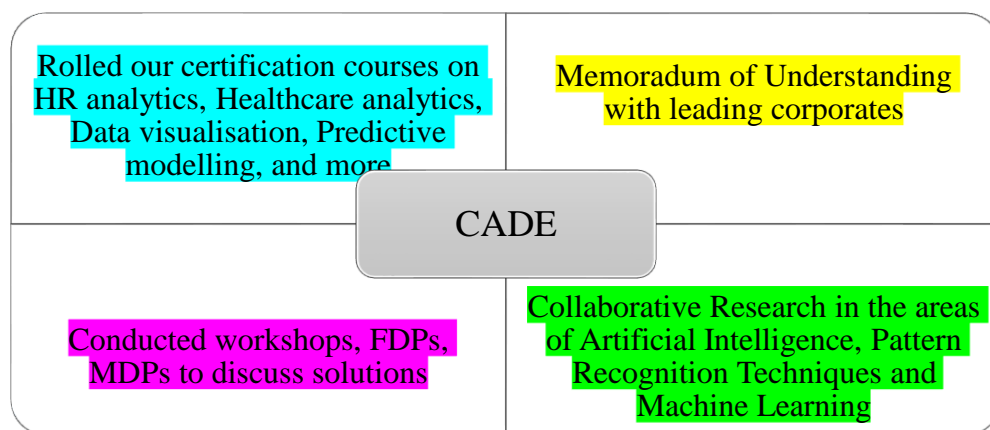 Rolled our certification courses on
HR analytics, Healthcare analytics,
Data visualisation, Predictive
modelling, and more
Memoradum of Understanding
with leading corporates
CADE
Conducted workshops, FDPs,
MDPs to discuss solutions
Collaborative Research in the areas
of Artificial Intelligence, Pattern
Recognition Techniques and
Machine Learning